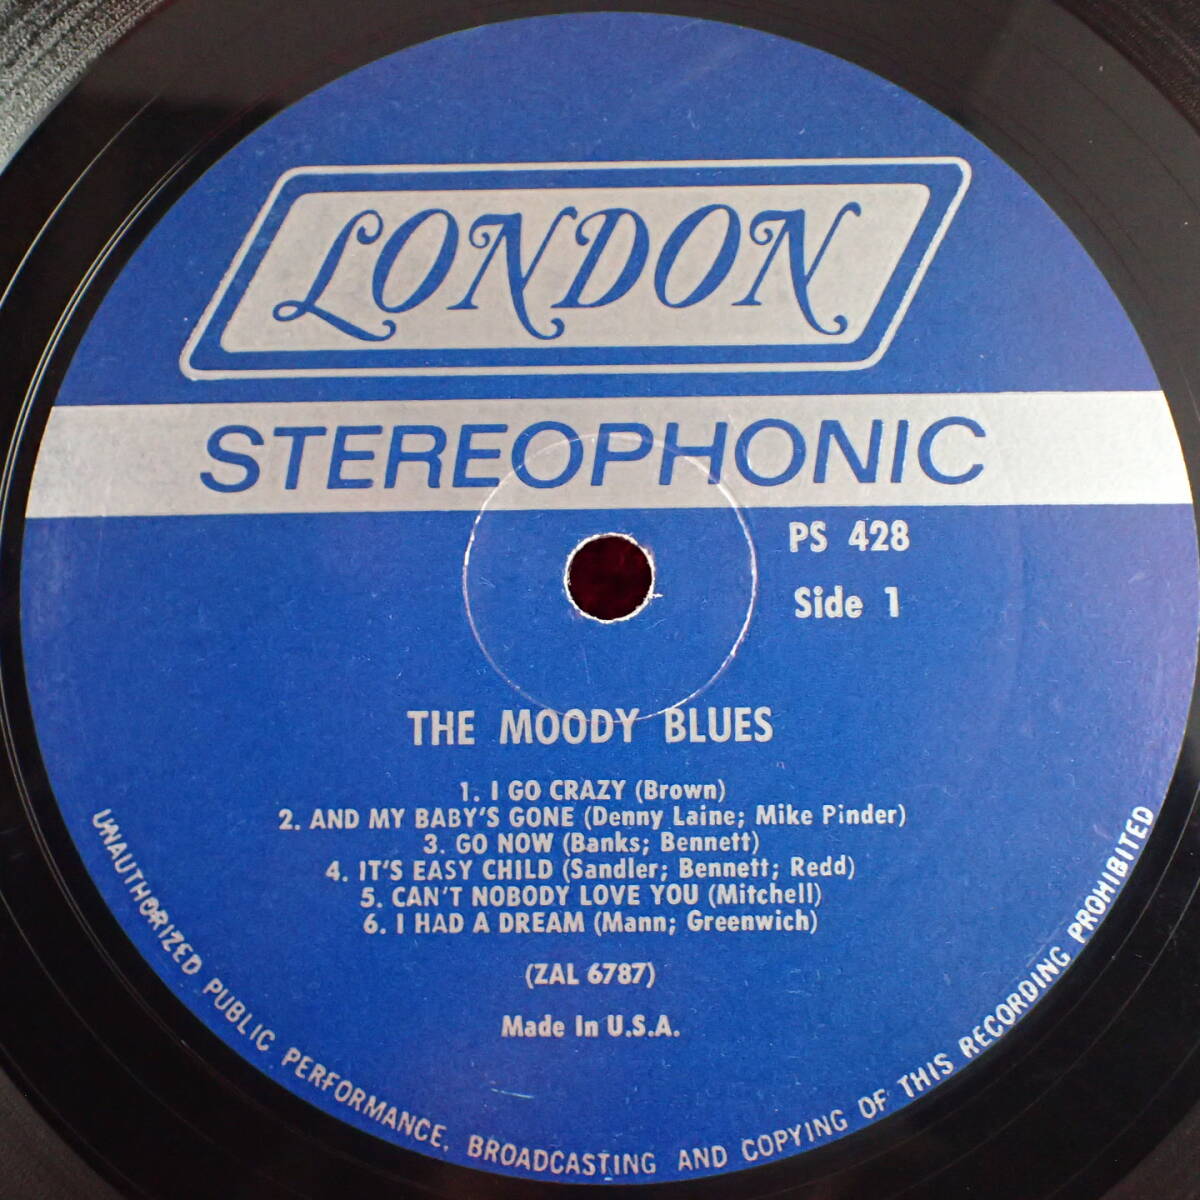 LONDON
STEREOPHONIC
PS 428
Side 1
THE MOODY BLUES
1. I GO CRAZY (Brown)
2. AND MY BABY'S GONE (Denny Laine; Mike Pinder)
3. GO NOW (Banks; Bennett)
4. IT'S EASY CHILD (Sandler; Bennett; Redd)
5. CAN'T NOBODY LOVE YOU (Mitchell)
6. I HAD A DREAM (Mann; Greenwich)
(ZAL 6787)
Made In U.S.A.
UNAUTHORIZED PUBLIC PERFORMANCE, BROADCASTING AND COPYING OF THIS RECORDING PROHIBITED